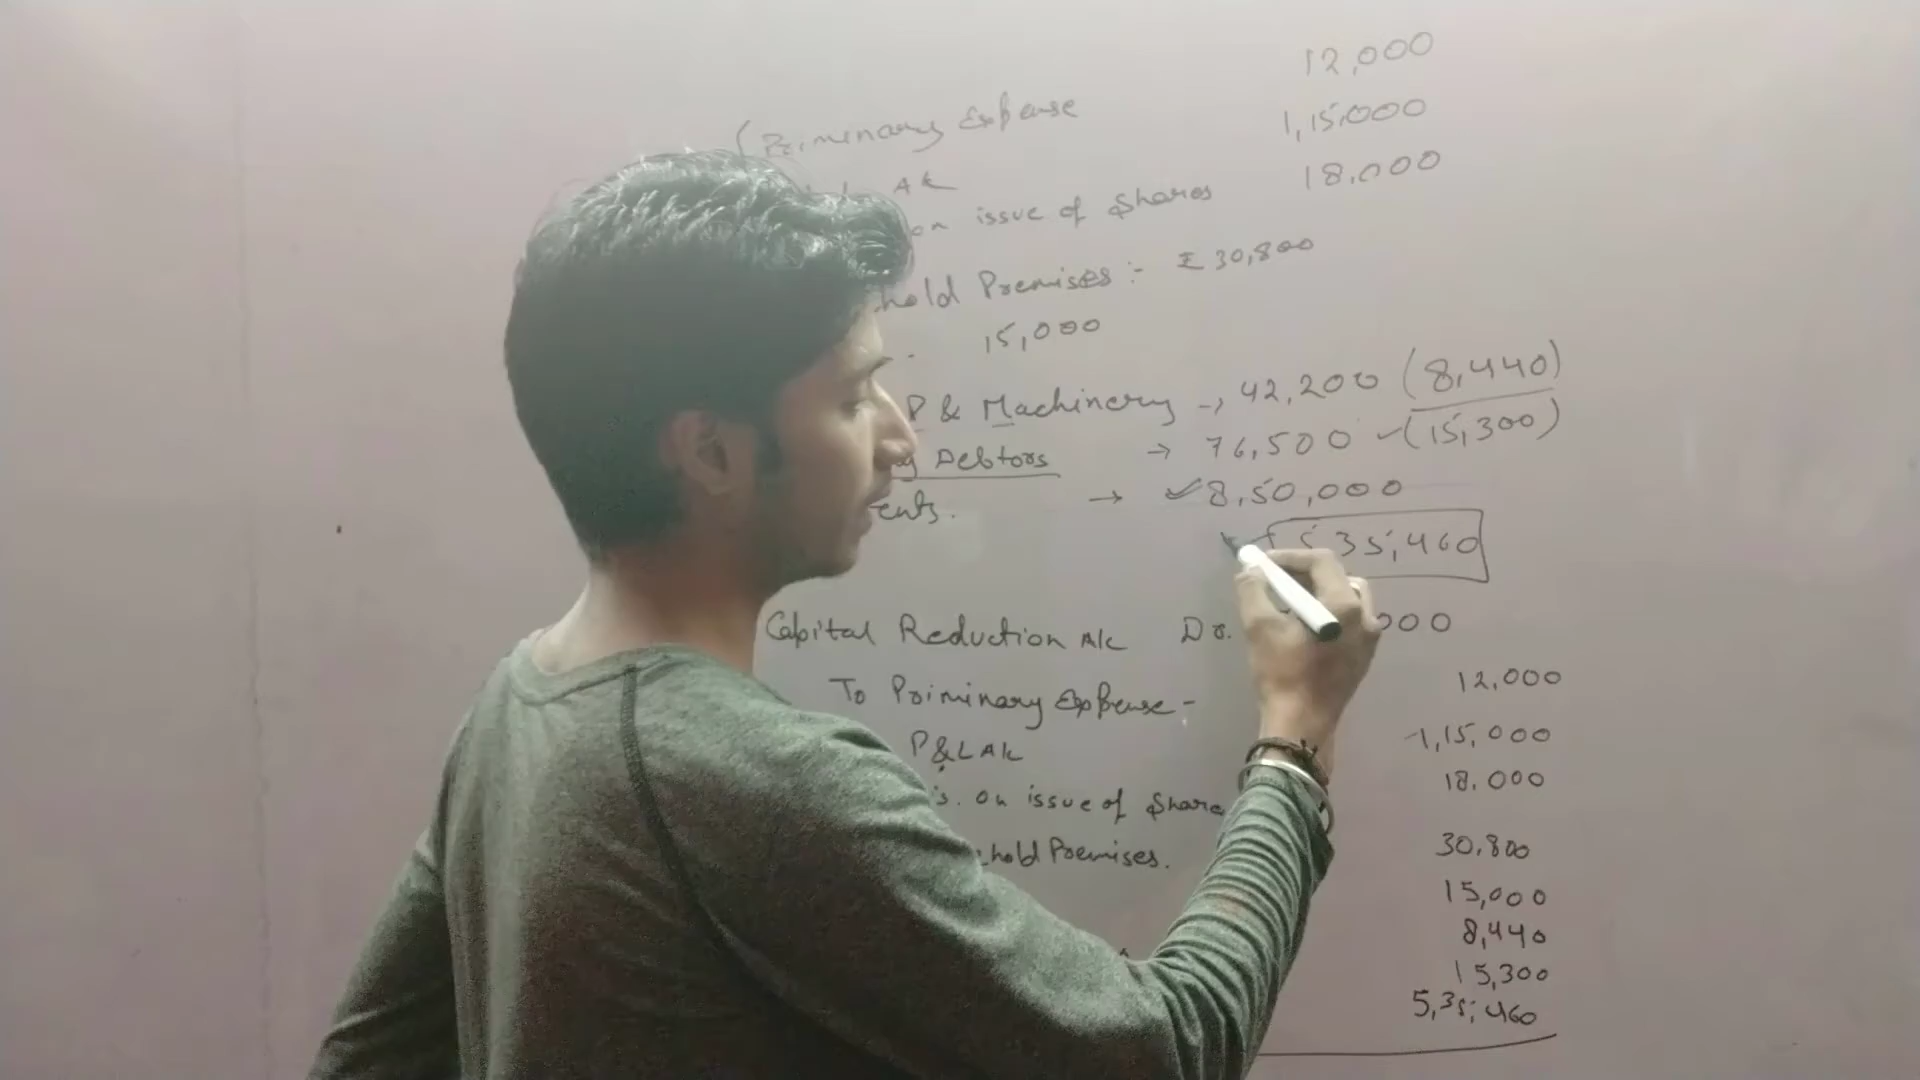 12,000
(Priminary Expense 1,15,000
A/c 18,000
on issue of Shares
hold Premises :- ₹ 30,800
- 15,000
P & Machinery → 42,200 (8,440)
Debtors → 76,500 ✓(15,300)
ents. → ✓8,50,000
5,35,460
Capital Reduction A/c Dr. 000
To Priminary Expense - 12,000
P&L A/c 1,15,000
is. on issue of Share 18,000
hold Premises. 30,800
15,000
8,440
15,300
5,35,460